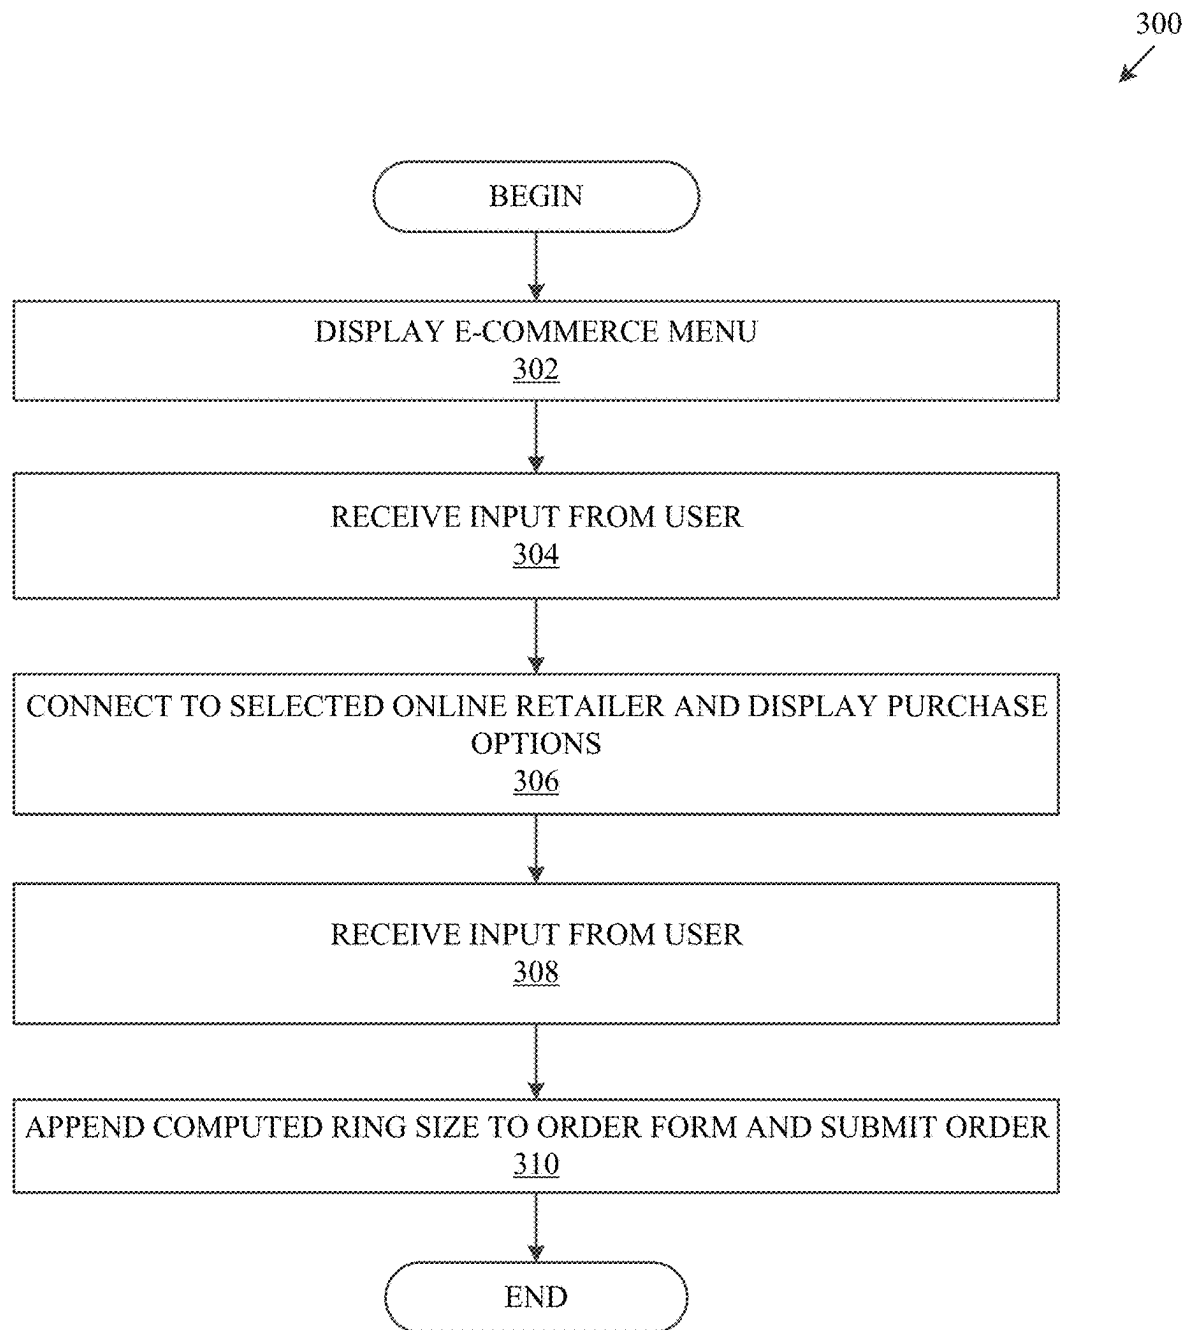 300
BEGIN
DISPLAY E-COMMERCE MENU
302
RECEIVE INPUT FROM USER
304
CONNECT TO SELECTED ONLINE RETAILER AND DISPLAY PURCHASE
OPTIONS
306
RECEIVE INPUT FROM USER
308
APPEND COMPUTED RING SIZE TO ORDER FORM AND SUBMIT ORDER
310
END